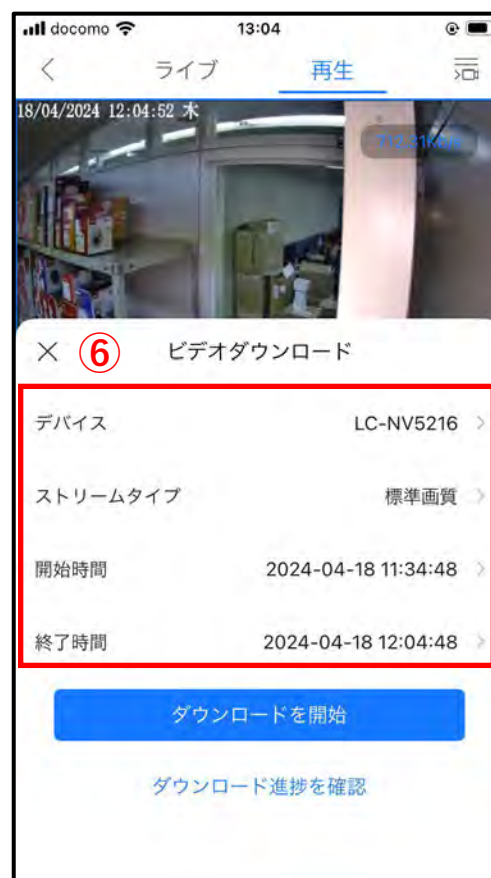 docomo 13:04
ライブ 再生
18/04/2024 12:04:52 木
⑥ ビデオダウンロード
デバイス LC-NV5216
ストリームタイプ 標準画質
開始時間 2024-04-18 11:34:48
終了時間 2024-04-18 12:04:48
ダウンロードを開始
ダウンロード進捗を確認